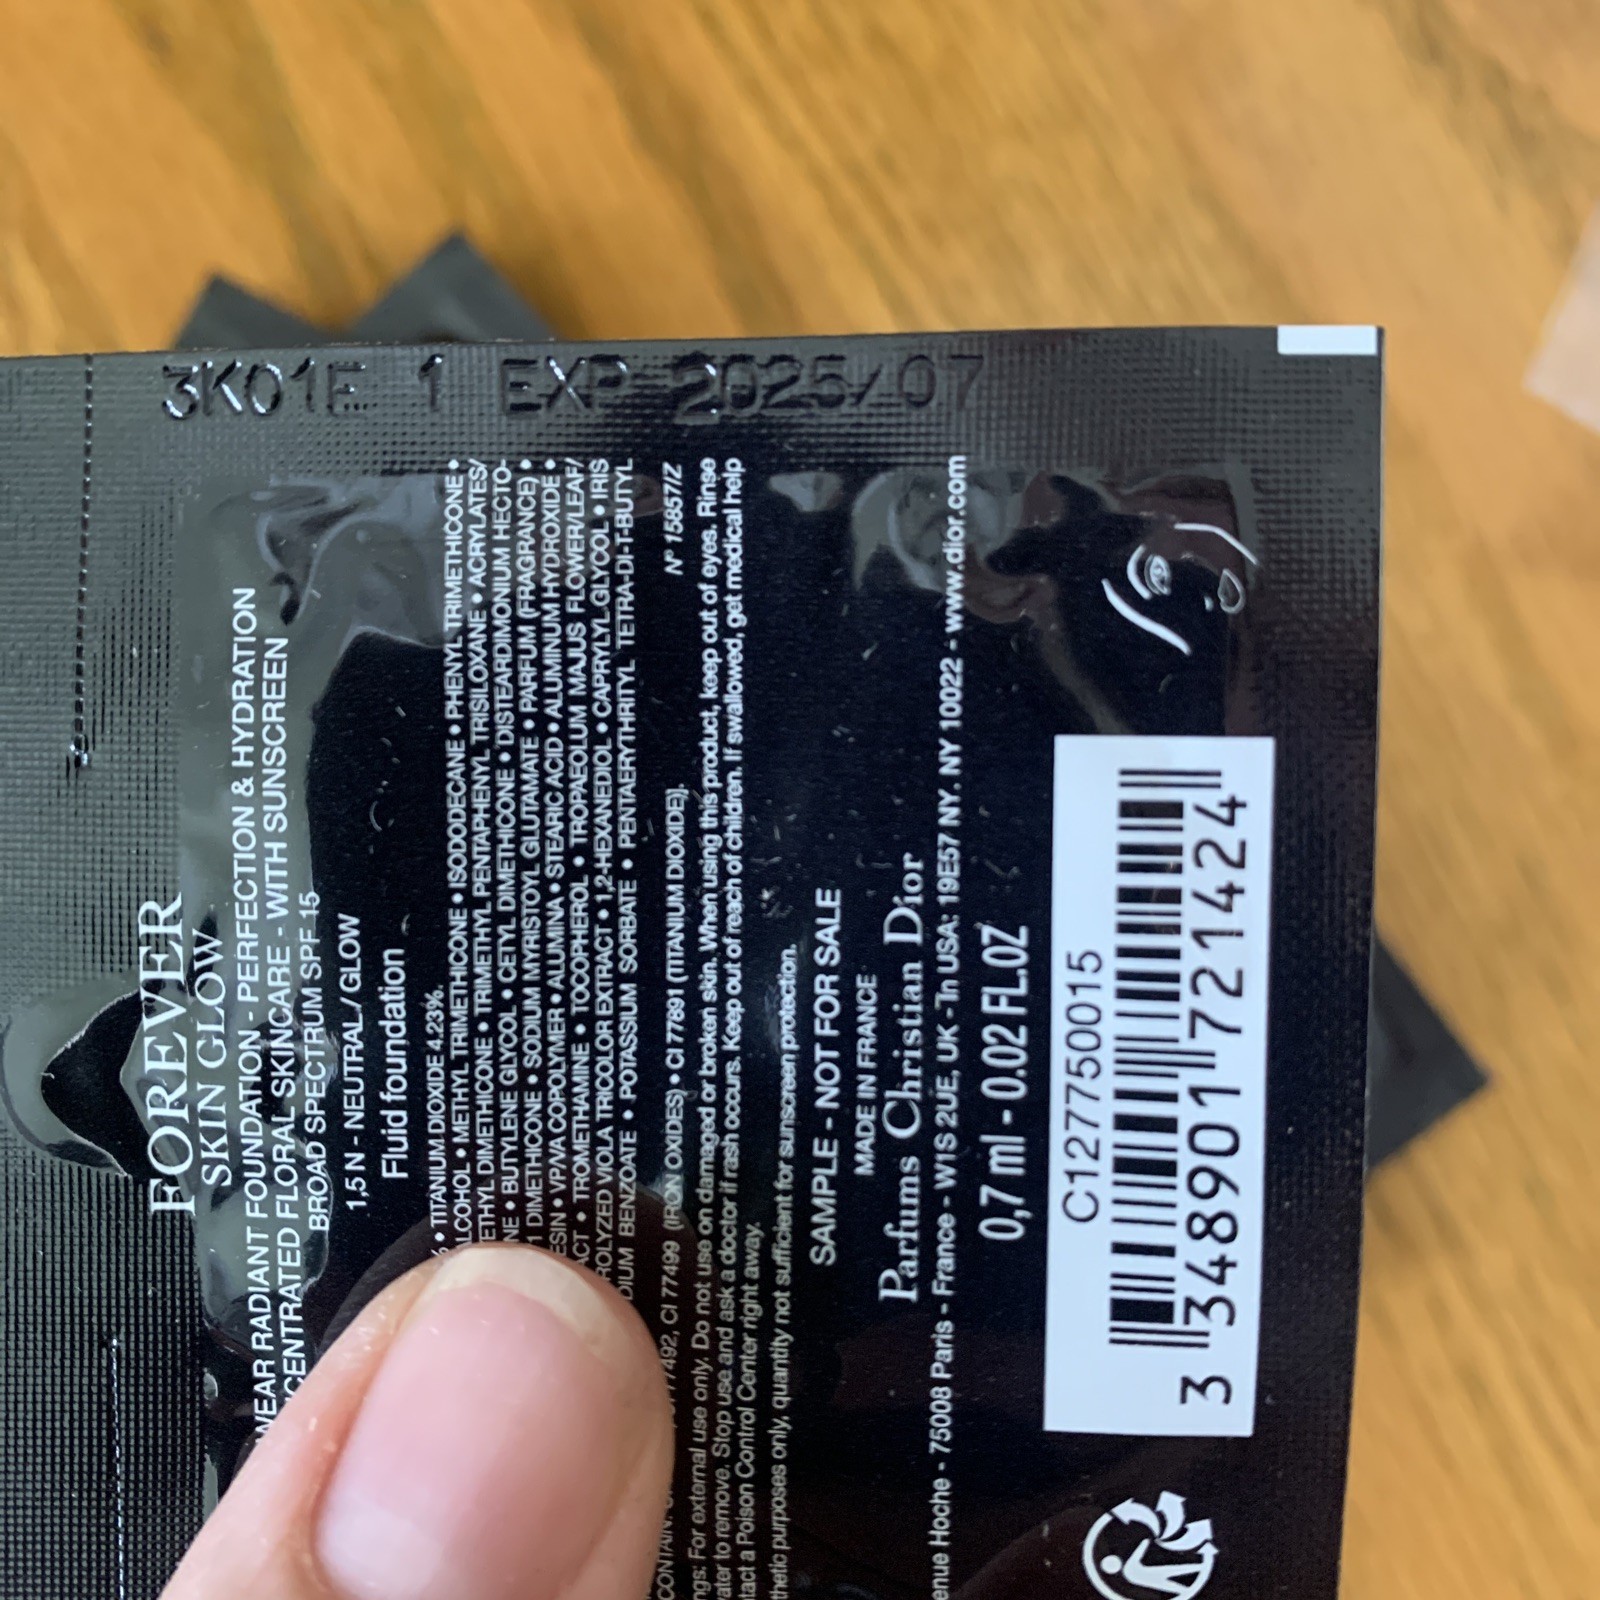 3K01E 1 EXP 2025/07
FOREVER
SKIN GLOW
WEAR RADIANT FOUNDATION - PERFECTION & HYDRATION
CENTRATED FLORAL SKINCARE - WITH SUNSCREEN
BROAD SPECTRUM SPF 15
1,5 N - NEUTRAL / GLOW
Fluid foundation
% • TITANIUM DIOXIDE 4.23%.
ALCOHOL • METHYL TRIMETHICONE • ISODODECANE • PHENYL TRIMETHICONE •
ETHYL DIMETHICONE • TRIMETHYL PENTAPHENYL TRISILOXANE • ACRYLATES/
NE • BUTYLENE GLYCOL • CETYL DIMETHICONE • DISTEARDIMONIUM HECTO-
1 DIMETHICONE • SODIUM MYRISTOYL GLUTAMATE • PARFUM (FRAGRANCE) •
ESIN • VP/VA COPOLYMER • ALUMINA • STEARIC ACID • ALUMINUM HYDROXIDE •
ACT • TROMETHAMINE • TOCOPHEROL • TROPAEOLUM MAJUS FLOWER/LEAF/
ROLYZED VIOLA TRICOLOR EXTRACT • 1,2-HEXANEDIOL • CAPRYLYL GLYCOL • IRIS
DIUM BENZOATE • POTASSIUM SORBATE • PENTAERYTHRITYL TETRA-DI-T-BUTYL
N° 15857/Z
CONTAIN: 77492, CI 77499 (IRON OXIDES) • CI 77891 (TITANIUM DIOXIDE)].
ngs: For external use only. Do not use on damaged or broken skin. When using this product, keep out of eyes. Rinse
water to remove. Stop use and ask a doctor if rash occurs. Keep out of reach of children. If swallowed, get medical help
tact a Poison Control Center right away.
thetic purposes only, quantity not sufficient for sunscreen protection.
SAMPLE - NOT FOR SALE
MADE IN FRANCE
Parfums Christian Dior
enue Hoche - 75008 Paris - France - W1S 2UE, UK - In USA: 19E57 NY. NY 10022 - www.dior.com
0,7 ml - 0.02 FL.OZ
C127750015
3 348901 721424